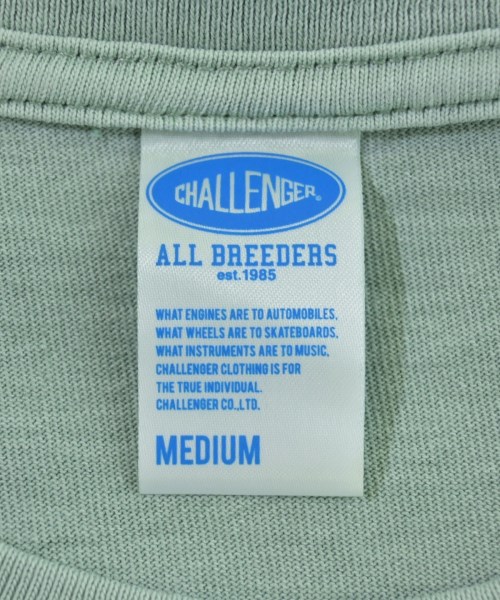 CHALLENGER©
ALL BREEDERS
est.1985
WHAT ENGINES ARE TO AUTOMOBILES,
WHAT WHEELS ARE TO SKATEBOARDS,
WHAT INSTRUMENTS ARE TO MUSIC,
CHALLENGER CLOTHING IS FOR
THE TRUE INDIVIDUAL.
CHALLENGER CO.,LTD.
MEDIUM